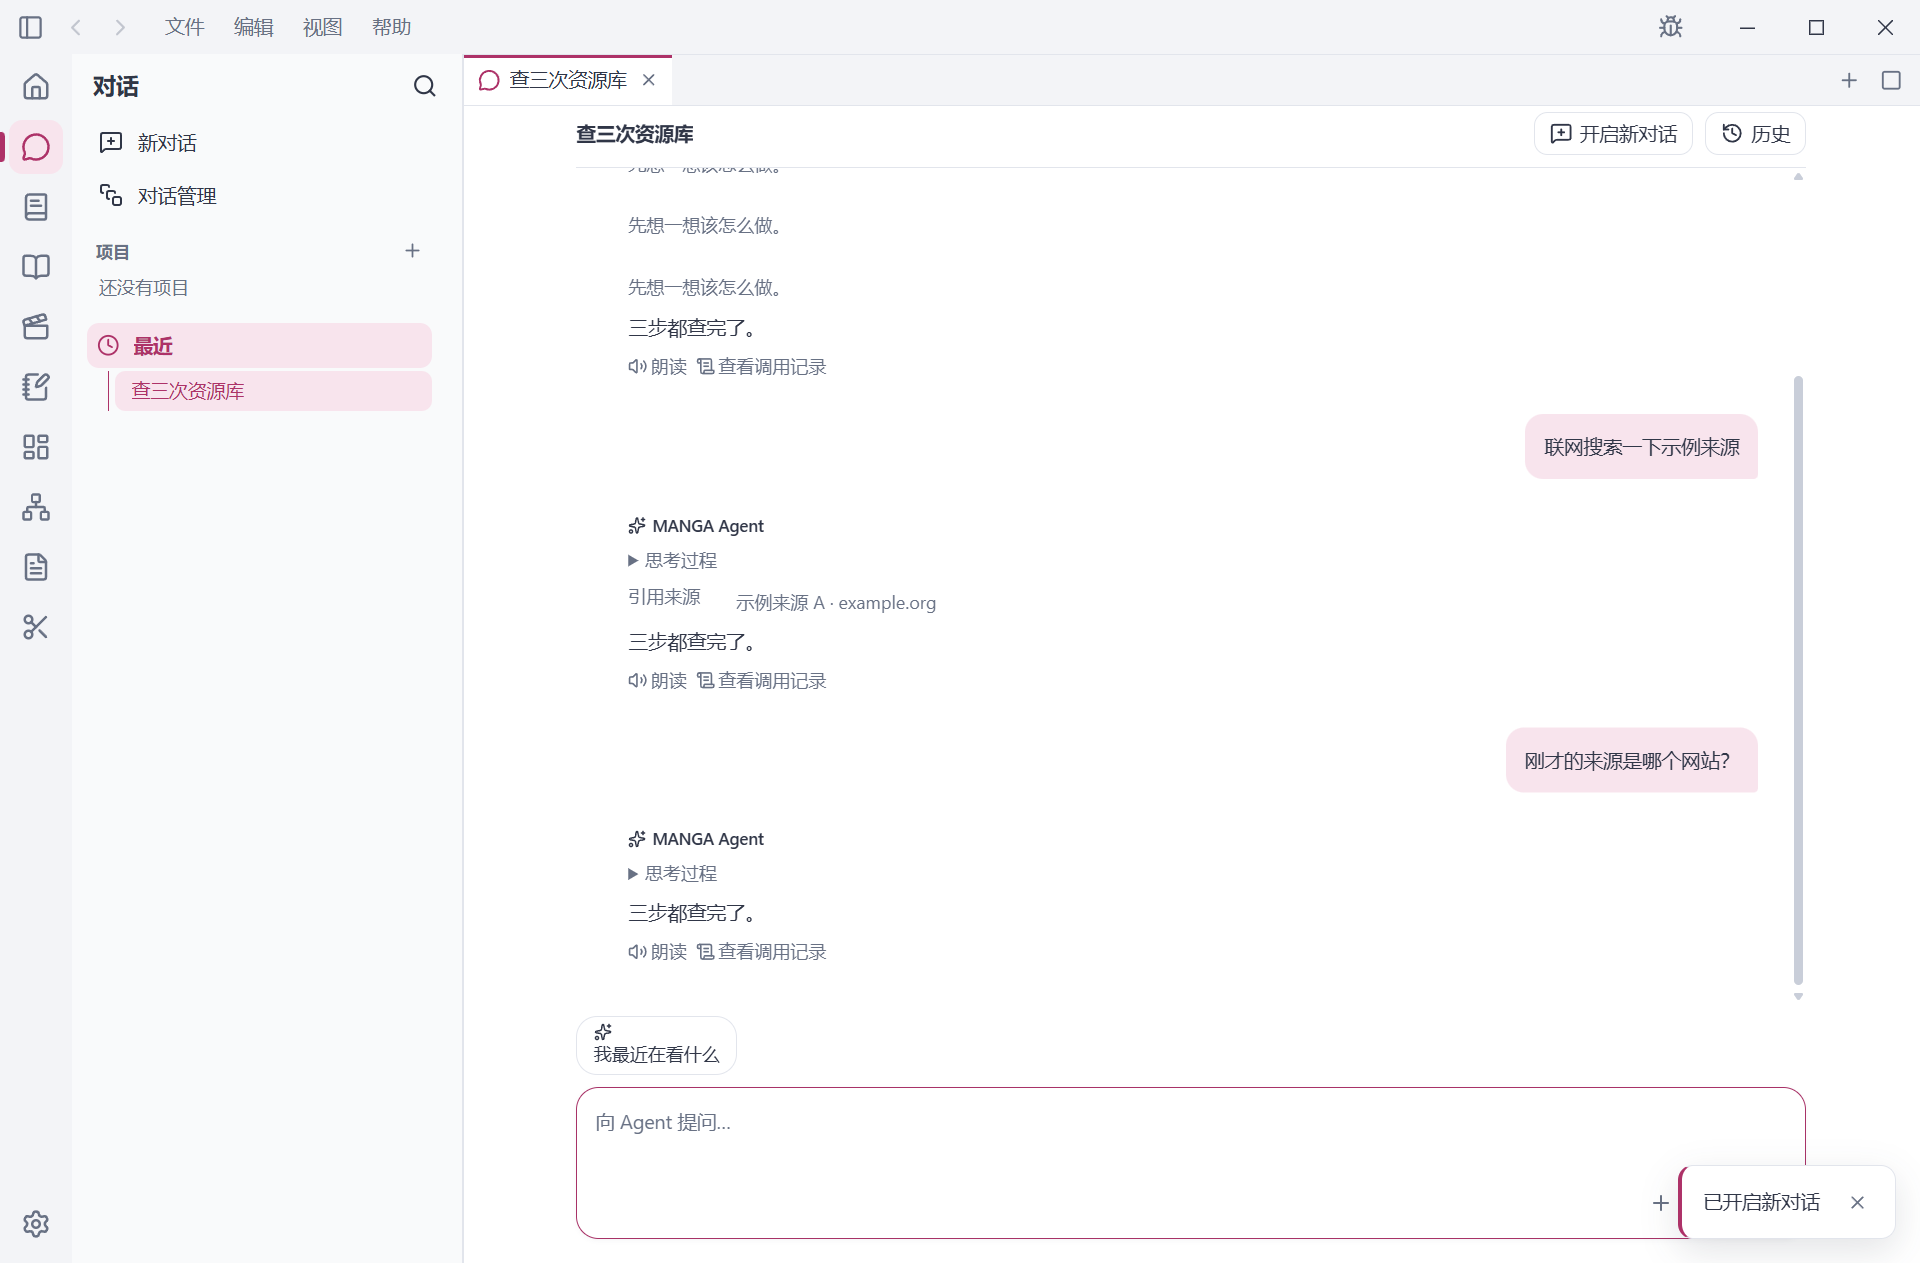 文件 编辑 视图 帮助
对话
新对话
对话管理
项目
还没有项目
最近
查三次资源库
查三次资源库
查三次资源库
开启新对话
历史
先想一想该怎么做。
先想一想该怎么做。
先想一想该怎么做。
三步都查完了。
朗读 查看调用记录
联网搜索一下示例来源
MANGA Agent
思考过程
引用来源 示例来源 A · example.org
三步都查完了。
朗读 查看调用记录
刚才的来源是哪个网站？
MANGA Agent
思考过程
三步都查完了。
朗读 查看调用记录
我最近在看什么
向 Agent 提问...
已开启新对话